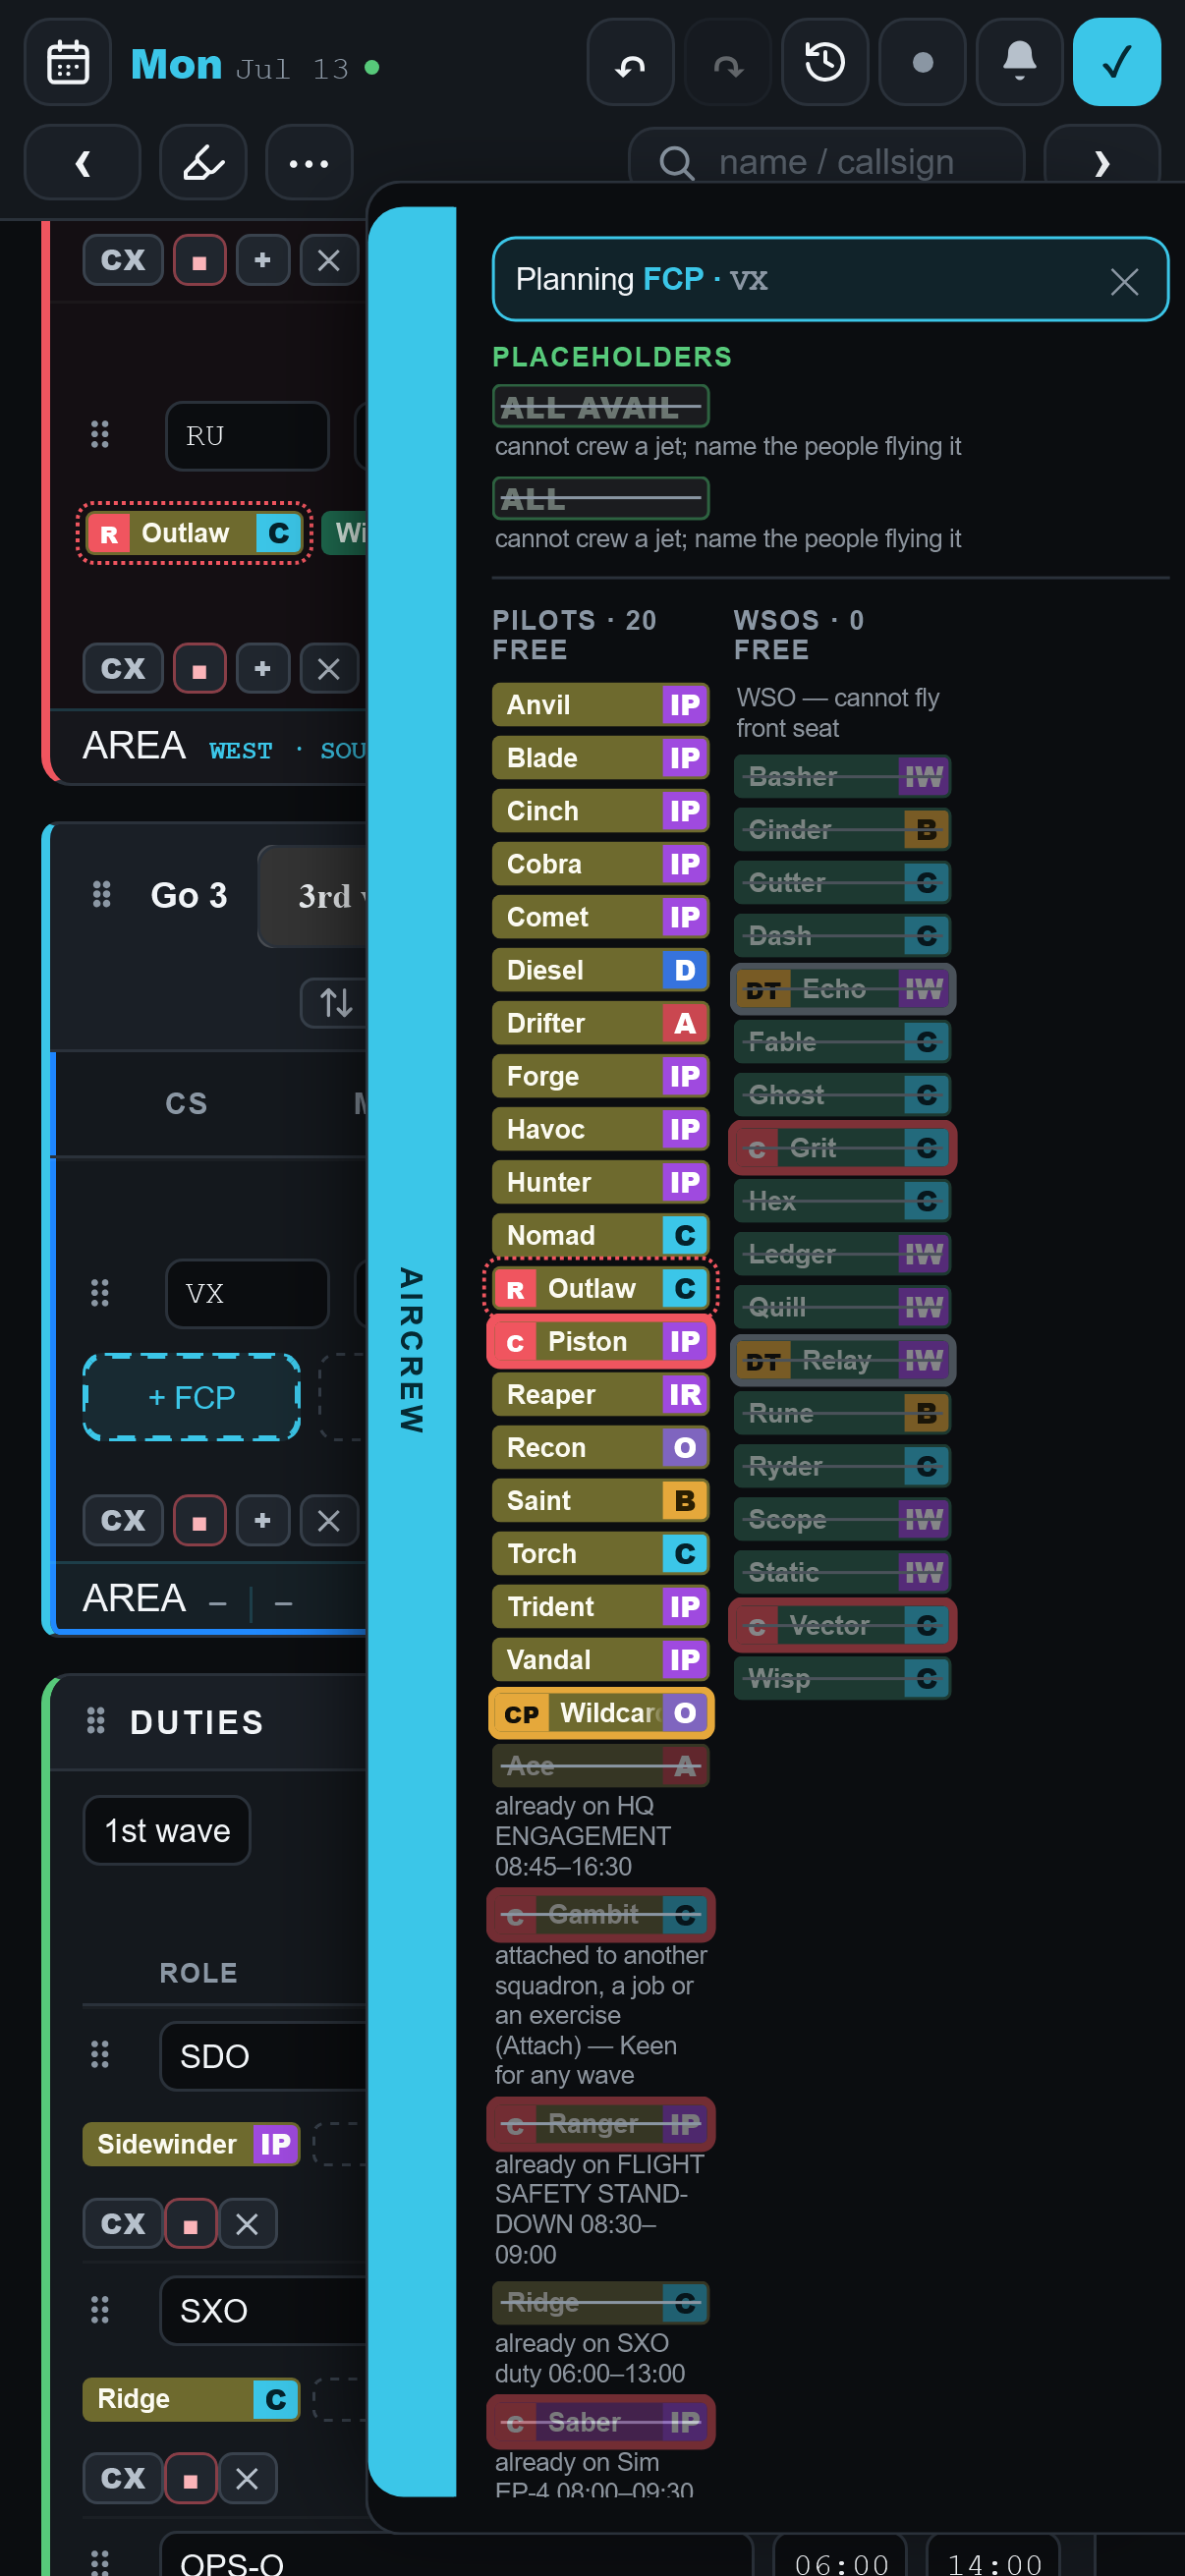 Mon Jul 13
✓
‹ ... name / callsign ›
CX + ×
Planning FCP · VX ×
PLACEHOLDERS
ALL AVAIL
cannot crew a jet; name the people flying it
RU
ALL
cannot crew a jet; name the people flying it
R Outlaw C
CX + ×
AREA WEST ·
PILOTS · 20 FREE
Anvil IP
Blade IP
Cinch IP
Cobra IP
Comet IP
Diesel D
Drifter A
Forge IP
Havoc IP
Hunter IP
Nomad C
R Outlaw C
C Piston IP
Reaper IR
Recon O
Saint B
Torch C
Trident IP
Vandal IP
CP Wildcard O
Ace A
already on HQ
ENGAGEMENT
08:45–16:30
C Gambit C
attached to another
squadron, a job or
an exercise
(Attach) — Keen
for any wave
C Ranger IP
already on FLIGHT
SAFETY STAND-
DOWN 08:30–
09:00
Ridge C
already on SXO
duty 06:00–13:00
C Saber IP
already on Sim
EP-4 08:00–09:30
WSOS · 0 FREE
WSO — cannot fly
front seat
Basher IW
Cinder B
Cutter C
Dash C
DT Echo IW
Fable C
Ghost C
C Grit C
Hex C
Ledger IW
Quill IW
DT Relay IW
Rune B
Ryder C
Scope IW
Static IW
C Vector C
Wisp C
AIRCREW
Go 3 3rd
CS
VX
+ FCP
CX + ×
AREA – | –
DUTIES
1st wave
ROLE
SDO
Sidewinder IP
CX ×
SXO
Ridge C
CX ×
OPS-O 06:00 14:00